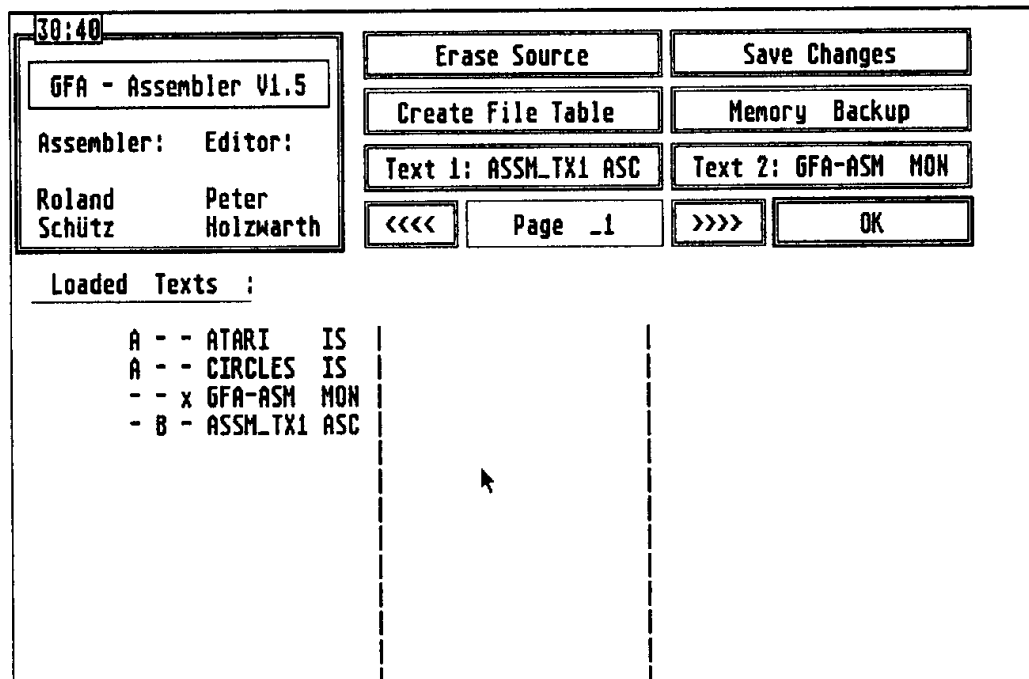 30:40
GFA - Assembler V1.5
Assembler: Editor:
Roland Peter
Schütz Holzwarth
Erase Source
Save Changes
Create File Table
Memory Backup
Text 1: ASSM_TX1 ASC
Text 2: GFA-ASM MON
<<<<
Page _1
>>>>
OK
Loaded Texts :
A - - ATARI IS
A - - CIRCLES IS
- - x GFA-ASM MON
- B - ASSM_TX1 ASC